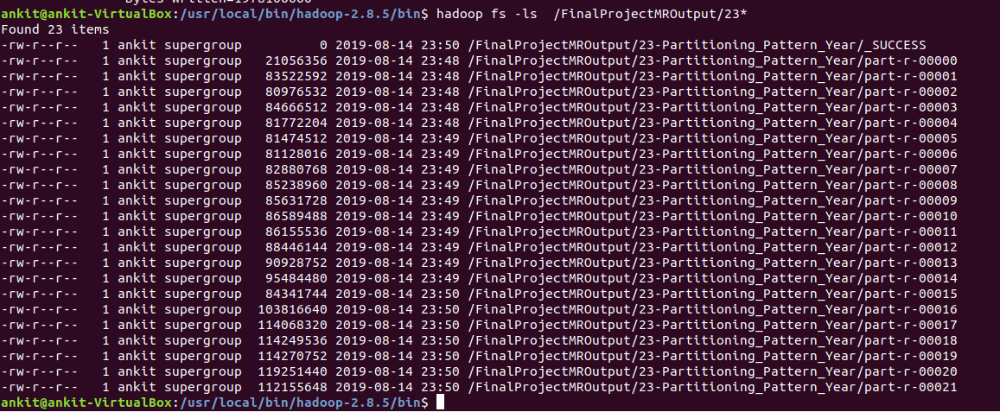 ankit@ankit-VirtualBox:/usr/local/bin/hadoop-2.8.5/bin$ hadoop fs -ls  /FinalProjectMROutput/23*
Found 23 items
-rw-r--r--   1 ankit supergroup          0 2019-08-14 23:50 /FinalProjectMROutput/23-Partitioning_Pattern_Year/_SUCCESS
-rw-r--r--   1 ankit supergroup   21056356 2019-08-14 23:48 /FinalProjectMROutput/23-Partitioning_Pattern_Year/part-r-00000
-rw-r--r--   1 ankit supergroup   83522592 2019-08-14 23:48 /FinalProjectMROutput/23-Partitioning_Pattern_Year/part-r-00001
-rw-r--r--   1 ankit supergroup   80976532 2019-08-14 23:48 /FinalProjectMROutput/23-Partitioning_Pattern_Year/part-r-00002
-rw-r--r--   1 ankit supergroup   84666512 2019-08-14 23:48 /FinalProjectMROutput/23-Partitioning_Pattern_Year/part-r-00003
-rw-r--r--   1 ankit supergroup   81772204 2019-08-14 23:48 /FinalProjectMROutput/23-Partitioning_Pattern_Year/part-r-00004
-rw-r--r--   1 ankit supergroup   81474512 2019-08-14 23:49 /FinalProjectMROutput/23-Partitioning_Pattern_Year/part-r-00005
-rw-r--r--   1 ankit supergroup   81128016 2019-08-14 23:49 /FinalProjectMROutput/23-Partitioning_Pattern_Year/part-r-00006
-rw-r--r--   1 ankit supergroup   82880768 2019-08-14 23:49 /FinalProjectMROutput/23-Partitioning_Pattern_Year/part-r-00007
-rw-r--r--   1 ankit supergroup   85238960 2019-08-14 23:49 /FinalProjectMROutput/23-Partitioning_Pattern_Year/part-r-00008
-rw-r--r--   1 ankit supergroup   85631728 2019-08-14 23:49 /FinalProjectMROutput/23-Partitioning_Pattern_Year/part-r-00009
-rw-r--r--   1 ankit supergroup   86589488 2019-08-14 23:49 /FinalProjectMROutput/23-Partitioning_Pattern_Year/part-r-00010
-rw-r--r--   1 ankit supergroup   86155536 2019-08-14 23:49 /FinalProjectMROutput/23-Partitioning_Pattern_Year/part-r-00011
-rw-r--r--   1 ankit supergroup   88446144 2019-08-14 23:49 /FinalProjectMROutput/23-Partitioning_Pattern_Year/part-r-00012
-rw-r--r--   1 ankit supergroup   90928752 2019-08-14 23:49 /FinalProjectMROutput/23-Partitioning_Pattern_Year/part-r-00013
-rw-r--r--   1 ankit supergroup   95484480 2019-08-14 23:49 /FinalProjectMROutput/23-Partitioning_Pattern_Year/part-r-00014
-rw-r--r--   1 ankit supergroup   84341744 2019-08-14 23:50 /FinalProjectMROutput/23-Partitioning_Pattern_Year/part-r-00015
-rw-r--r--   1 ankit supergroup  103816640 2019-08-14 23:50 /FinalProjectMROutput/23-Partitioning_Pattern_Year/part-r-00016
-rw-r--r--   1 ankit supergroup  114068320 2019-08-14 23:50 /FinalProjectMROutput/23-Partitioning_Pattern_Year/part-r-00017
-rw-r--r--   1 ankit supergroup  114249536 2019-08-14 23:50 /FinalProjectMROutput/23-Partitioning_Pattern_Year/part-r-00018
-rw-r--r--   1 ankit supergroup  114270752 2019-08-14 23:50 /FinalProjectMROutput/23-Partitioning_Pattern_Year/part-r-00019
-rw-r--r--   1 ankit supergroup  119251440 2019-08-14 23:50 /FinalProjectMROutput/23-Partitioning_Pattern_Year/part-r-00020
-rw-r--r--   1 ankit supergroup  112155648 2019-08-14 23:50 /FinalProjectMROutput/23-Partitioning_Pattern_Year/part-r-00021
ankit@ankit-VirtualBox:/usr/local/bin/hadoop-2.8.5/bin$